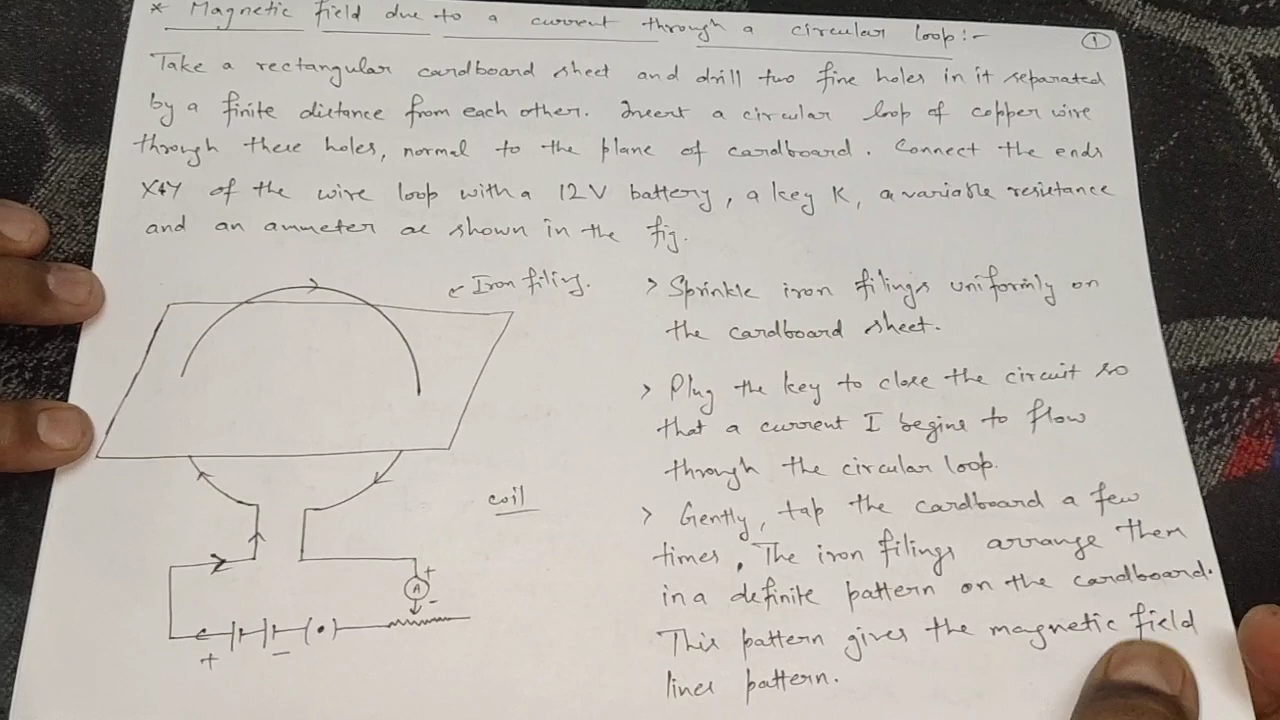 * Magnetic field due to a current through a circular loop:-
1
Take a rectangular cardboard sheet and drill two fine holes in it separated
by a finite distance from each other. Insert a circular loop of copper wire
through these holes, normal to the plane of cardboard. Connect the ends
X&Y of the wire loop with a 12V battery, a key K, a variable resistance
and an ammeter as shown in the fig.
Iron filing.
> Sprinkle iron filings uniformly on
the cardboard sheet.
> Plug the key to close the circuit so
that a current I begins to flow
through the circular loop.
coil
> Gently, tap the cardboard a few
times. The iron filings arrange them
in a definite pattern on the cardboard.
This pattern gives the magnetic field
lines pattern.
+
A
-
+
-